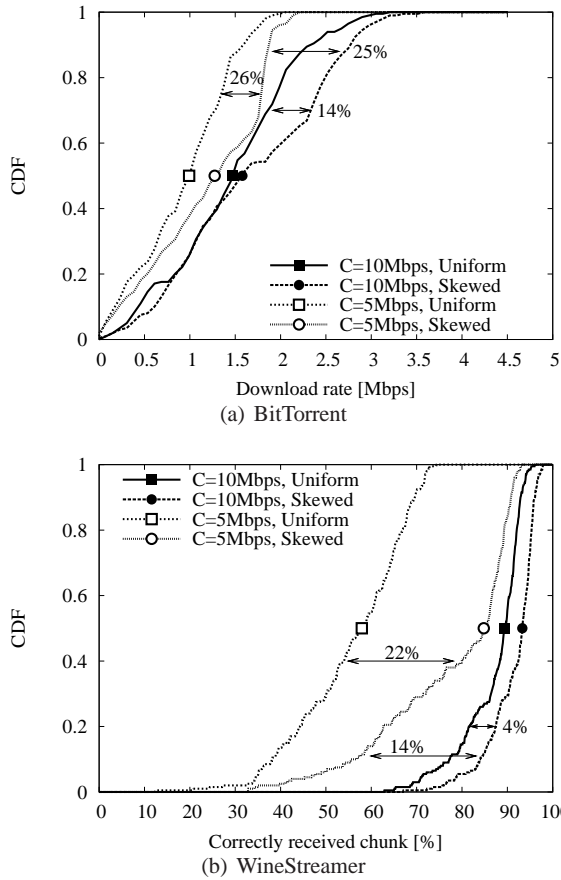 1
0.8
0.6
0.4
0.2
0
CDF
26%
25%
14%
C=10Mbps, Uniform
C=10Mbps, Skewed
C=5Mbps, Uniform
C=5Mbps, Skewed
0 0.5 1 1.5 2 2.5 3 3.5 4 4.5 5
Download rate [Mbps]
(a) BitTorrent
1
0.8
0.6
0.4
0.2
0
CDF
C=10Mbps, Uniform
C=10Mbps, Skewed
C=5Mbps, Uniform
C=5Mbps, Skewed
22%
14%
4%
0 10 20 30 40 50 60 70 80 90 100
Correctly received chunk [%]
(b) WineStreamer